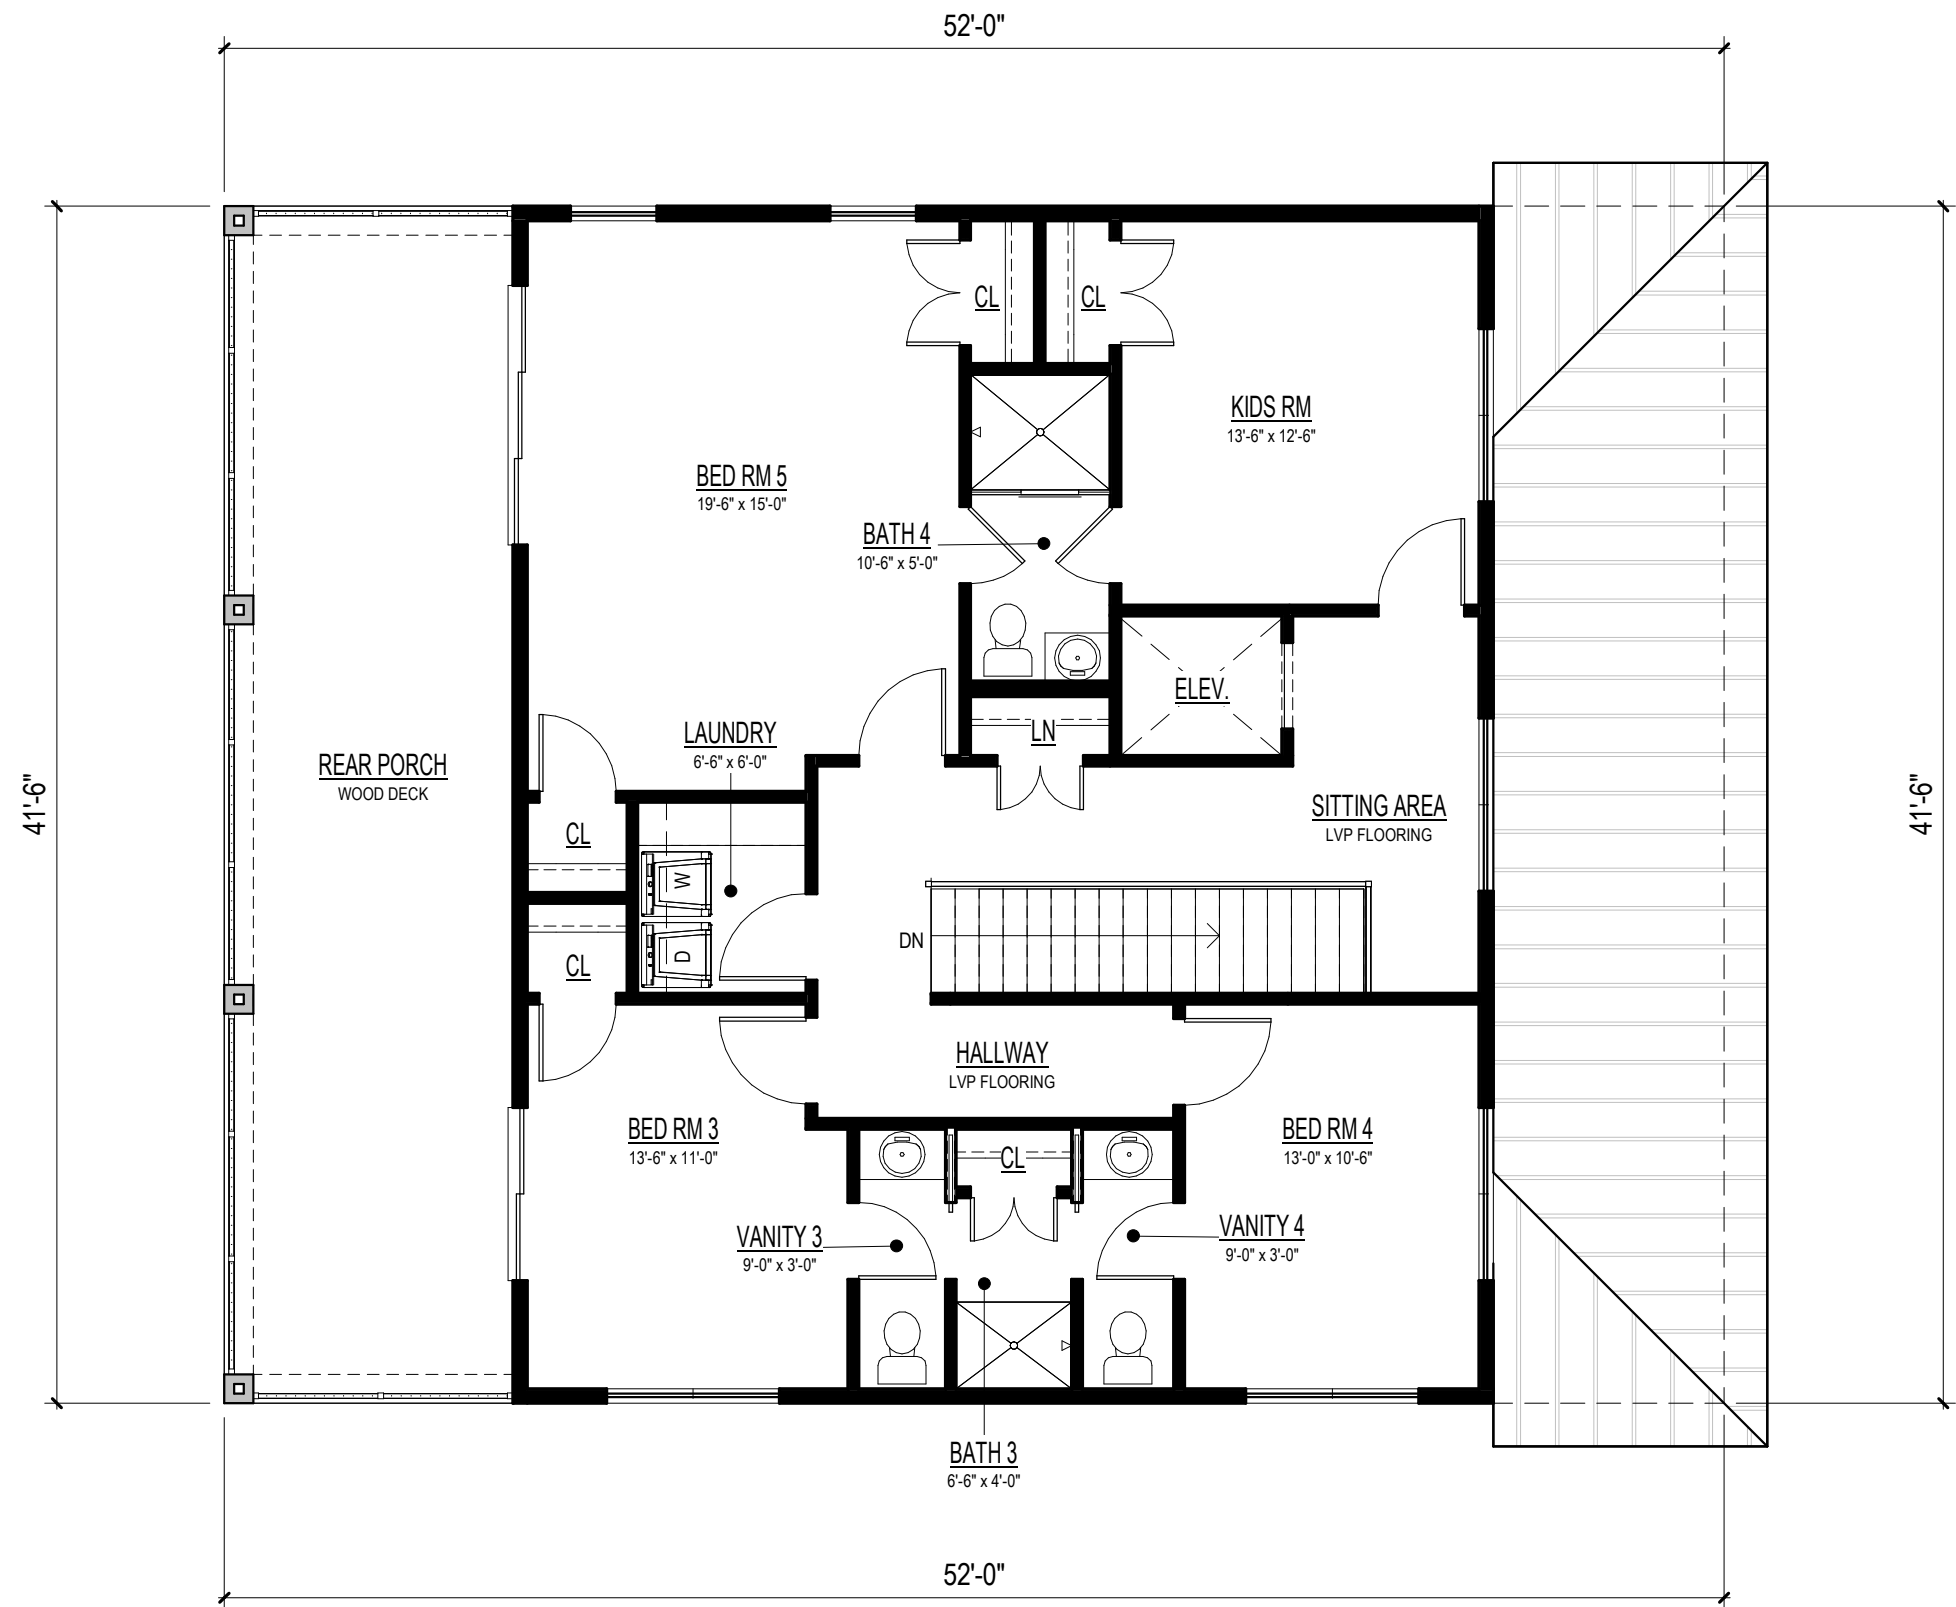 52'-0"
CL
CL
KIDS RM
13'-6" x 12'-6"
BED RM 5
19'-6" x 15'-0"
BATH 4
10'-6" x 5'-0"
ELEV.
LN
LAUNDRY
6'-6" x 6'-0"
REAR PORCH
WOOD DECK
41'-6"
41'-6"
SITTING AREA
LVP FLOORING
CL
W
D
DN
CL
HALLWAY
LVP FLOORING
BED RM 3
13'-6" x 11'-0"
BED RM 4
13'-0" x 10'-6"
CL
VANITY 3
9'-0" x 3'-0"
VANITY 4
9'-0" x 3'-0"
BATH 3
6'-6" x 4'-0"
52'-0"